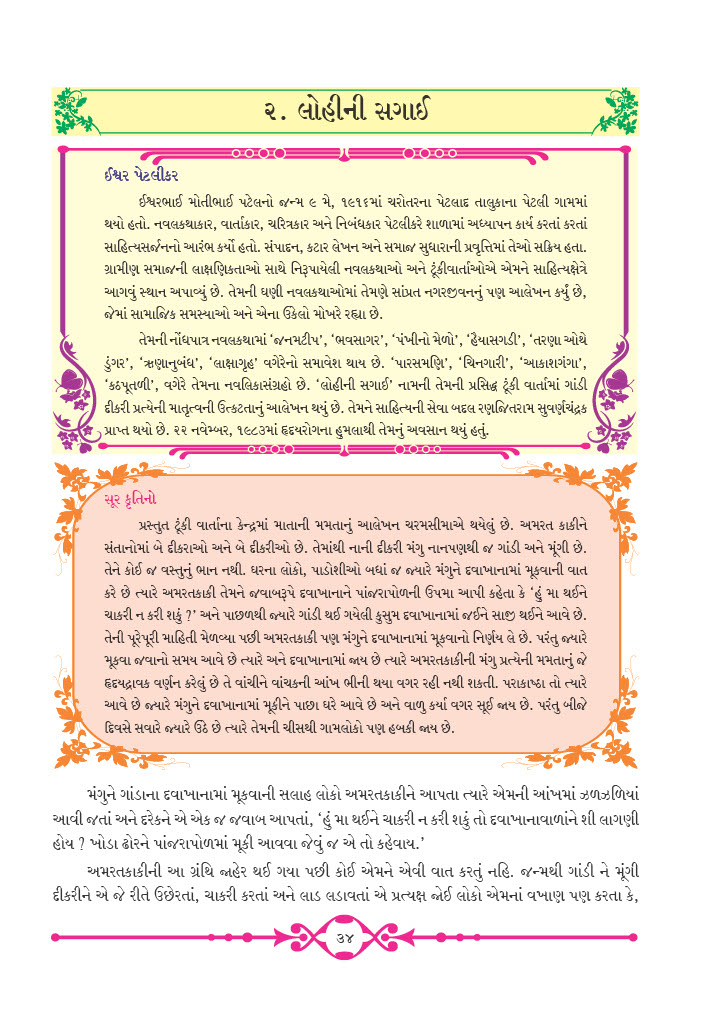 ૨. લોહીની સગાઈ
ઈશ્વર પેટલીકર
ઈશ્વરભાઈ મોતીભાઈ પટેલનો જન્મ ૯ મે, ૧૯૧૬માં ચરોતરના પેટલાદ તાલુકાના પેટલી ગામમાં
થયો હતો. નવલકથાકાર, વાર્તાકાર, ચરિત્રકાર અને નિબંધકાર પેટલીકરે શાળામાં અધ્યાપન કાર્ય કરતાં કરતાં
સાહિત્યસર્જનનો આરંભ કર્યો હતો. સંપાદન, કટાર લેખન અને સમાજ સુધારાની પ્રવૃત્તિમાં તેઓ સક્રિય હતા.
ગ્રામીણ સમાજની લાક્ષણિકતાઓ સાથે નિરૂપાયેલી નવલકથાઓ અને ટૂંકીવાર્તાઓએ એમને સાહિત્યક્ષેત્રે
આગવું સ્થાન અપાવ્યું છે. તેમની ઘણી નવલકથાઓમાં તેમણે સાંપ્રત નગરજીવનનું પણ આલેખન કર્યું છે,
જેમાં સામાજિક સમસ્યાઓ અને એના ઉકેલો મોખરે રહ્યા છે.
તેમની નોંધપાત્ર નવલકથામાં ‘જનમટીપ’, ‘ભવસાગર’, ‘પંખીનો મેળો’, ‘હૈયાસગડી’, ‘તરણા ઓથે
ડુંગર’, ‘ઋણાનુબંધ’, ‘લાક્ષાગૃહ’ વગેરેનો સમાવેશ થાય છે. ‘પારસમણિ’, ‘ચિનગારી’, ‘આકાશગંગા’,
‘કઠપૂતળી’, વગેરે તેમના નવલિકાસંગ્રહો છે. ‘લોહીની સગાઈ’ નામની તેમની પ્રસિદ્ધ ટૂંકી વાર્તામાં ગાંડી
દીકરી પ્રત્યેની માતૃત્વની ઉત્કટતાનું આલેખન થયું છે. તેમને સાહિત્યની સેવા બદલ રણજિતરામ સુવર્ણચંદ્રક
પ્રાપ્ત થયો છે. ૨૨ નવેમ્બર, ૧૯૮૩માં હૃદયરોગના હુમલાથી તેમનું અવસાન થયું હતું.
સૂર કૃતિનો
પ્રસ્તુત ટૂંકી વાર્તાના કેન્દ્રમાં માતાની મમતાનું આલેખન ચરમસીમાએ થયેલું છે. અમરત કાકીને
સંતાનોમાં બે દીકરાઓ અને બે દીકરીઓ છે. તેમાંથી નાની દીકરી મંગુ નાનપણથી જ ગાંડી અને મૂંગી છે.
તેને કોઈ જ વસ્તુનું ભાન નથી. ઘરના લોકો, પાડોશીઓ બધાં જ જ્યારે મંગુને દવાખાનામાં મૂકવાની વાત
કરે છે ત્યારે અમરતકાકી તેમને જવાબરૂપે દવાખાનાને પાંજરાપોળની ઉપમા આપી કહેતા કે ‘હું મા થઈને
ચાકરી ન કરી શકું ?’ અને પાછળથી જ્યારે ગાંડી થઈ ગયેલી કુસુમ દવાખાનામાં જઈને સાજી થઈને આવે છે.
તેની પૂરેપૂરી માહિતી મેળવ્યા પછી અમરતકાકી પણ મંગુને દવાખાનામાં મૂકવાનો નિર્ણય લે છે. પરંતુ જ્યારે
મૂકવા જવાનો સમય આવે છે ત્યારે અને દવાખાનામાં જાય છે ત્યારે અમરતકાકીની મંગુ પ્રત્યેની મમતાનું જે
હૃદયદ્રાવક વર્ણન કરેલું છે તે વાંચીને વાંચકની આંખ ભીની થયા વગર રહી નથી શકતી. પરાકાષ્ઠા તો ત્યારે
આવે છે જ્યારે મંગુને દવાખાનામાં મૂકીને પાછા ઘરે આવે છે અને વાળુ કર્યા વગર સૂઈ જાય છે. પરંતુ બીજે
દિવસે સવારે જ્યારે ઉઠે છે ત્યારે તેમની ચીસથી ગામલોકો પણ હબકી જાય છે.
મંગુને ગાંડાના દવાખાનામાં મૂકવાની સલાહ લોકો અમરતકાકીને આપતા ત્યારે એમની આંખમાં ઝળઝળિયાં
આવી જતાં અને દરેકને એ એક જ જવાબ આપતાં, ‘હું મા થઈને ચાકરી ન કરી શકું તો દવાખાનાવાળાંને શી લાગણી
હોય ? ખોડા ઢોરને પાંજરાપોળમાં મૂકી આવવા જેવું જ એ તો કહેવાય.’
અમરતકાકીની આ ગ્રંથિ જાહેર થઈ ગયા પછી કોઈ એમને એવી વાત કરતું નહિ. જન્મથી ગાંડી ને મૂંગી
દીકરીને એ જે રીતે ઉછેરતાં, ચાકરી કરતાં અને લાડ લડાવતાં એ પ્રત્યક્ષ જોઈ લોકો એમનાં વખાણ પણ કરતા કે,
૩૪